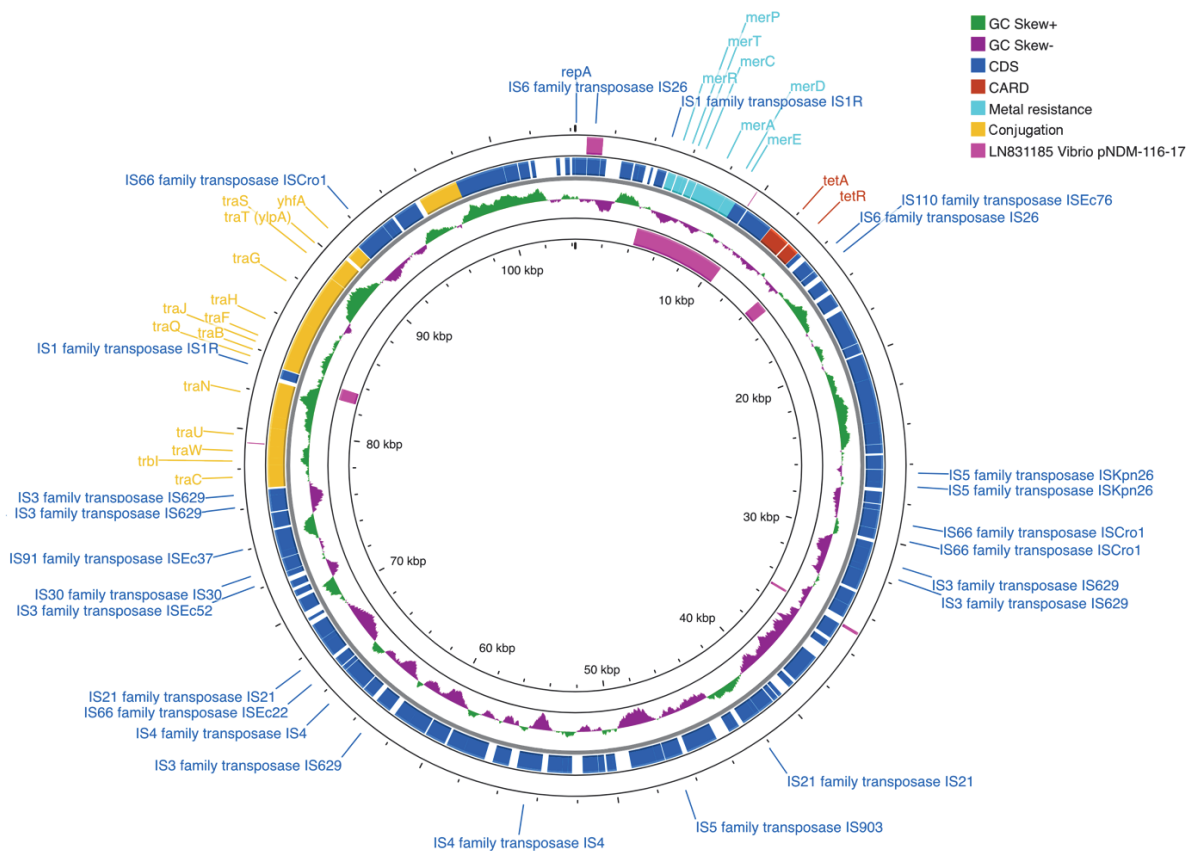 merP
merT
merC
merR
merD
merA
merE
repA
IS6 family transposase IS26
IS1 family transposase IS1R
GC Skew+
GC Skew-
CDS
CARD
Metal resistance
Conjugation
LN831185 Vibrio pNDM-116-17
IS66 family transposase ISCro1
traS
yhfA
traT (ylpA)
tetA
tetR
IS110 family transposase ISEc76
IS6 family transposase IS26
traG
traH
traJ
traF
traQ
traB
IS1 family transposase IS1R
traN
traU
traW
trbI
traC
IS3 family transposase IS629
IS3 family transposase IS629
IS91 family transposase ISEc37
IS30 family transposase IS30
IS3 family transposase ISEc52
IS21 family transposase IS21
IS66 family transposase ISEc22
IS4 family transposase IS4
IS3 family transposase IS629
IS4 family transposase IS4
IS5 family transposase IS903
IS21 family transposase IS21
IS5 family transposase ISKpn26
IS5 family transposase ISKpn26
IS66 family transposase ISCro1
IS66 family transposase ISCro1
IS3 family transposase IS629
IS3 family transposase IS629
100 kbp
10 kbp
90 kbp
20 kbp
80 kbp
30 kbp
70 kbp
40 kbp
60 kbp
50 kbp